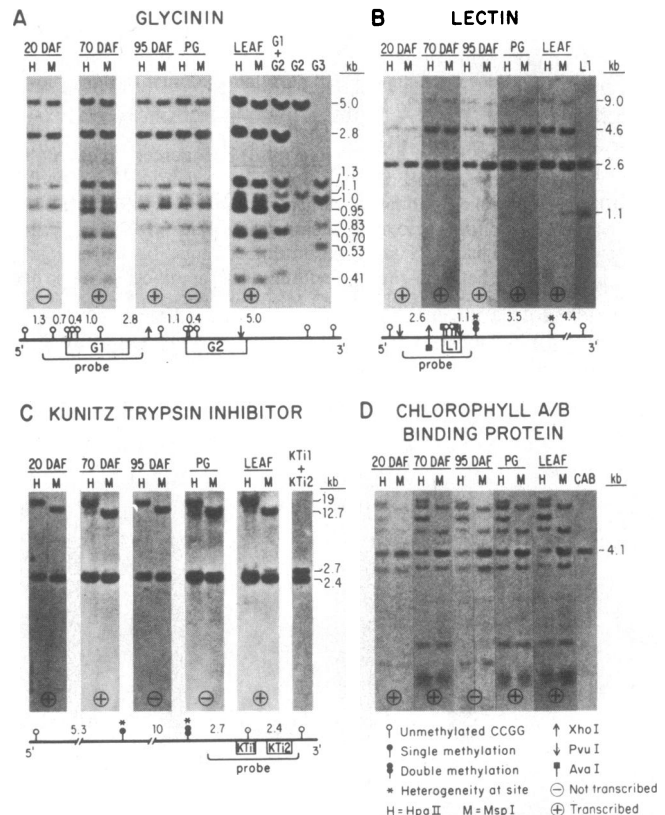 A GLYCININ
20 DAF 70 DAF 95 DAF PG LEAF G1 + G2 G2 G3 kb
H M H M H M H M H M
5.0
2.8
1.3
1.1
1.0
0.95
0.83
0.70
0.53
0.41
⊖ ⊕ ⊕ ⊖ ⊕
1.3 0.7 0.4 1.0 2.8 1.1 0.4 5.0
5' G1 G2 3'
probe
B LECTIN
20 DAF 70 DAF 95 DAF PG LEAF L1 kb
H M H M H M H M H M
9.0
4.6
2.6
1.1
⊕ ⊕ ⊕ ⊕ ⊕
2.6 1.1 * 3.5 * 4.4
5' L1 3'
probe
C KUNITZ TRYPSIN INHIBITOR
20 DAF 70 DAF 95 DAF PG LEAF KTi1 + KTi2 kb
H M H M H M H M H M
19
12.7
2.7
2.4
⊕ ⊕ ⊖ ⊖ ⊕
5.3 * 10 * 2.7 2.4
5' KTi1 KTi2 3'
probe
D CHLOROPHYLL A/B
BINDING PROTEIN
20 DAF 70 DAF 95 DAF PG LEAF CAB kb
H M H M H M H M H M
4.1
⊕ ⊕ ⊖ ⊕ ⊕
Unmethylated CCGG
Single methylation
Double methylation
* Heterogeneity at site
H = Hpa II M = Msp I
Xho I
Pvu I
Ava I
⊖ Not transcribed
⊕ Transcribed